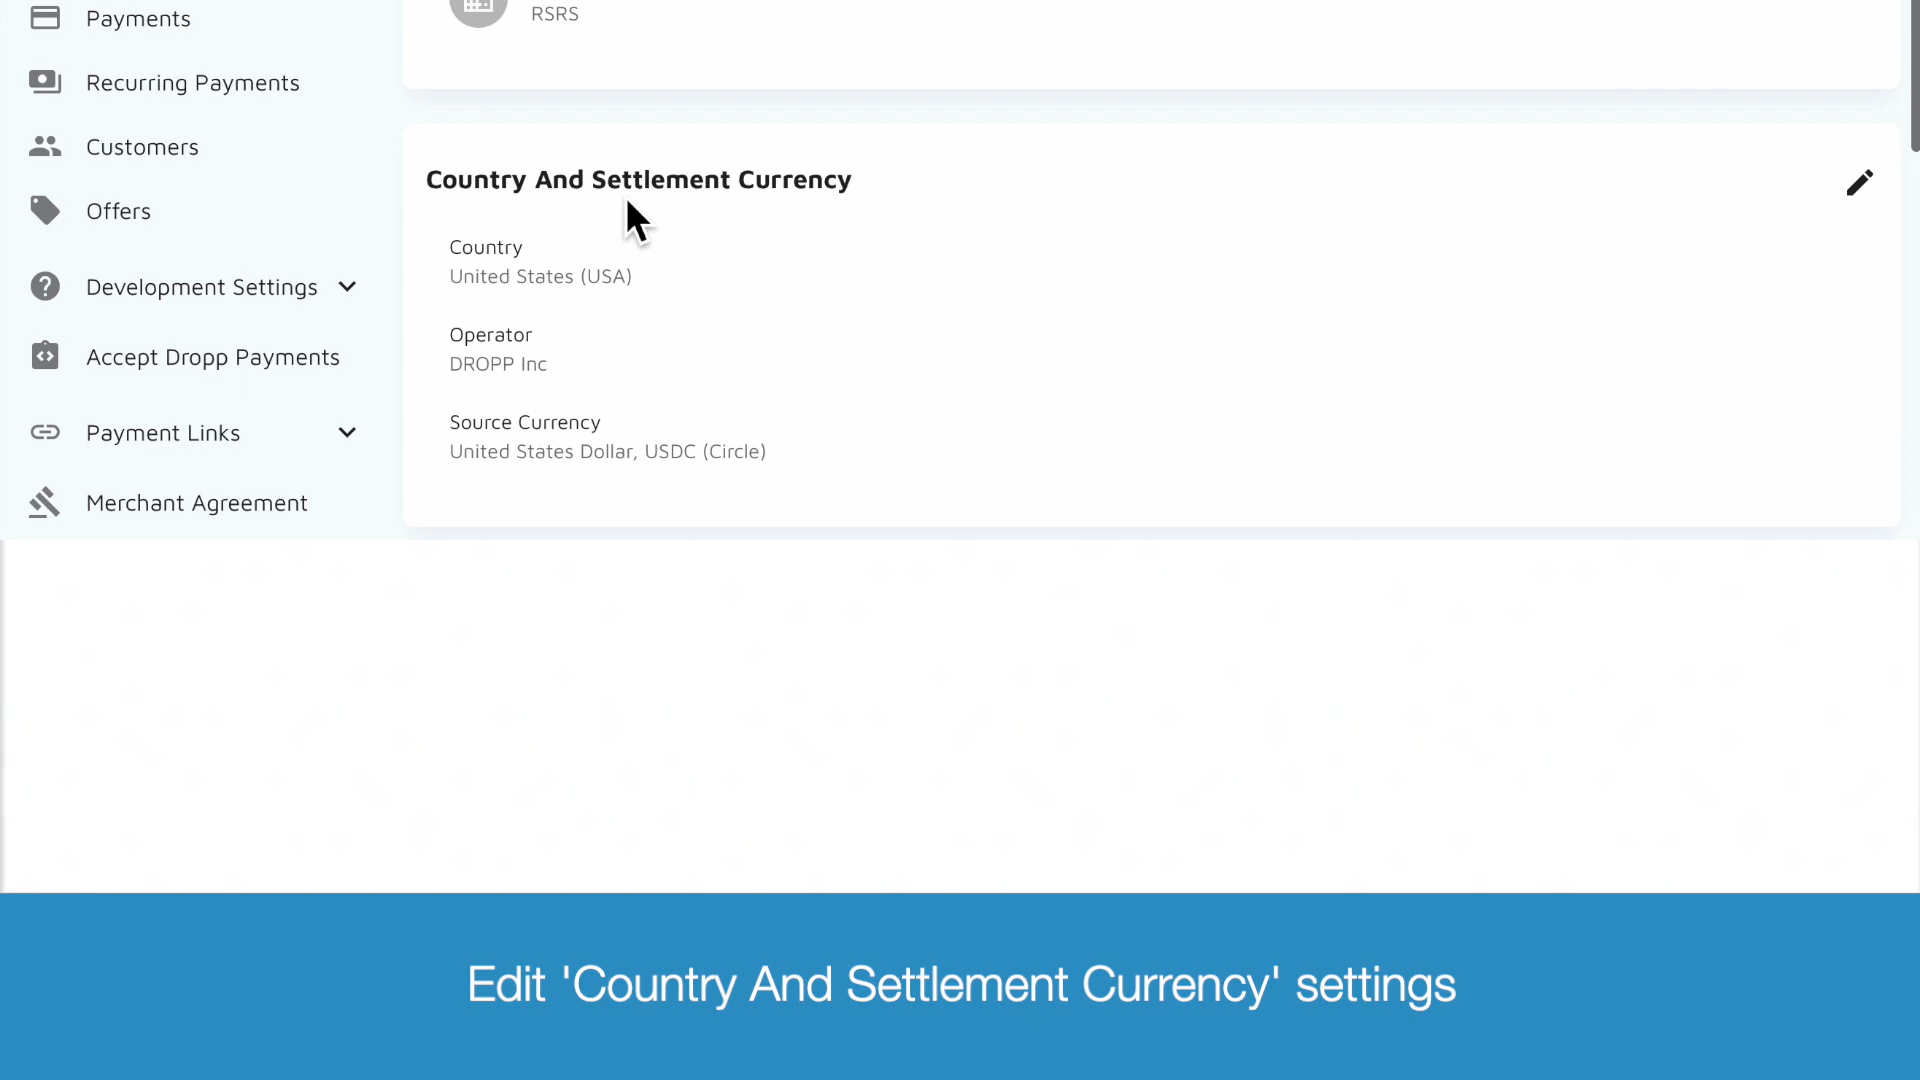 Payments
Recurring Payments
Customers
Offers
Development Settings
Accept Dropp Payments
Payment Links
Merchant Agreement
RSRS
Country And Settlement Currency
Country
United States (USA)
Operator
DROPP Inc
Source Currency
United States Dollar, USDC (Circle)
Edit 'Country And Settlement Currency' settings